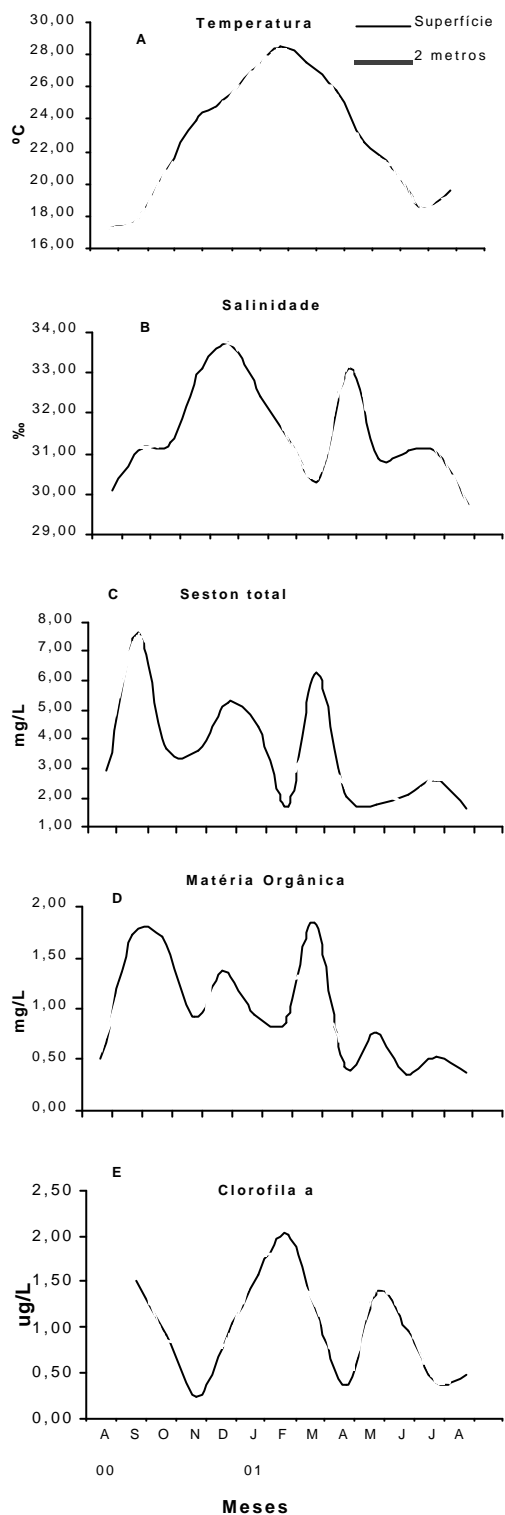 A Temperatura Superfície
2 metros
ºC
30,00
28,00
26,00
24,00
22,00
20,00
18,00
16,00
Salinidade
B
‰
34,00
33,00
32,00
31,00
30,00
29,00
C Seston total
mg/L
8,00
7,00
6,00
5,00
4,00
3,00
2,00
1,00
Matéria Orgânica
D
mg/L
2,00
1,50
1,00
0,50
0,00
E
Clorofila a
ug/L
2,50
2,00
1,50
1,00
0,50
0,00
A S O N D J F M A M J J A
00 01
Meses